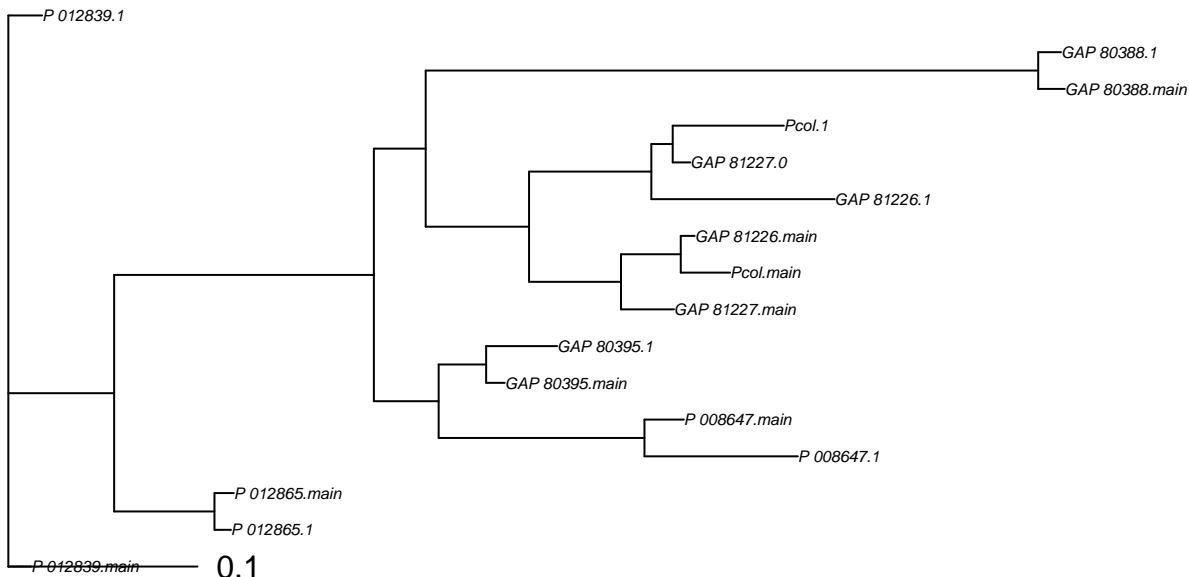 P 012839.1
GAP 80388.1
GAP 80388.main
Pcol.1
GAP 81227.0
GAP 81226.1
GAP 81226.main
Pcol.main
GAP 81227.main
GAP 80395.1
GAP 80395.main
P 008647.main
P 008647.1
P 012865.main
P 012865.1
P 012839.main
0.1